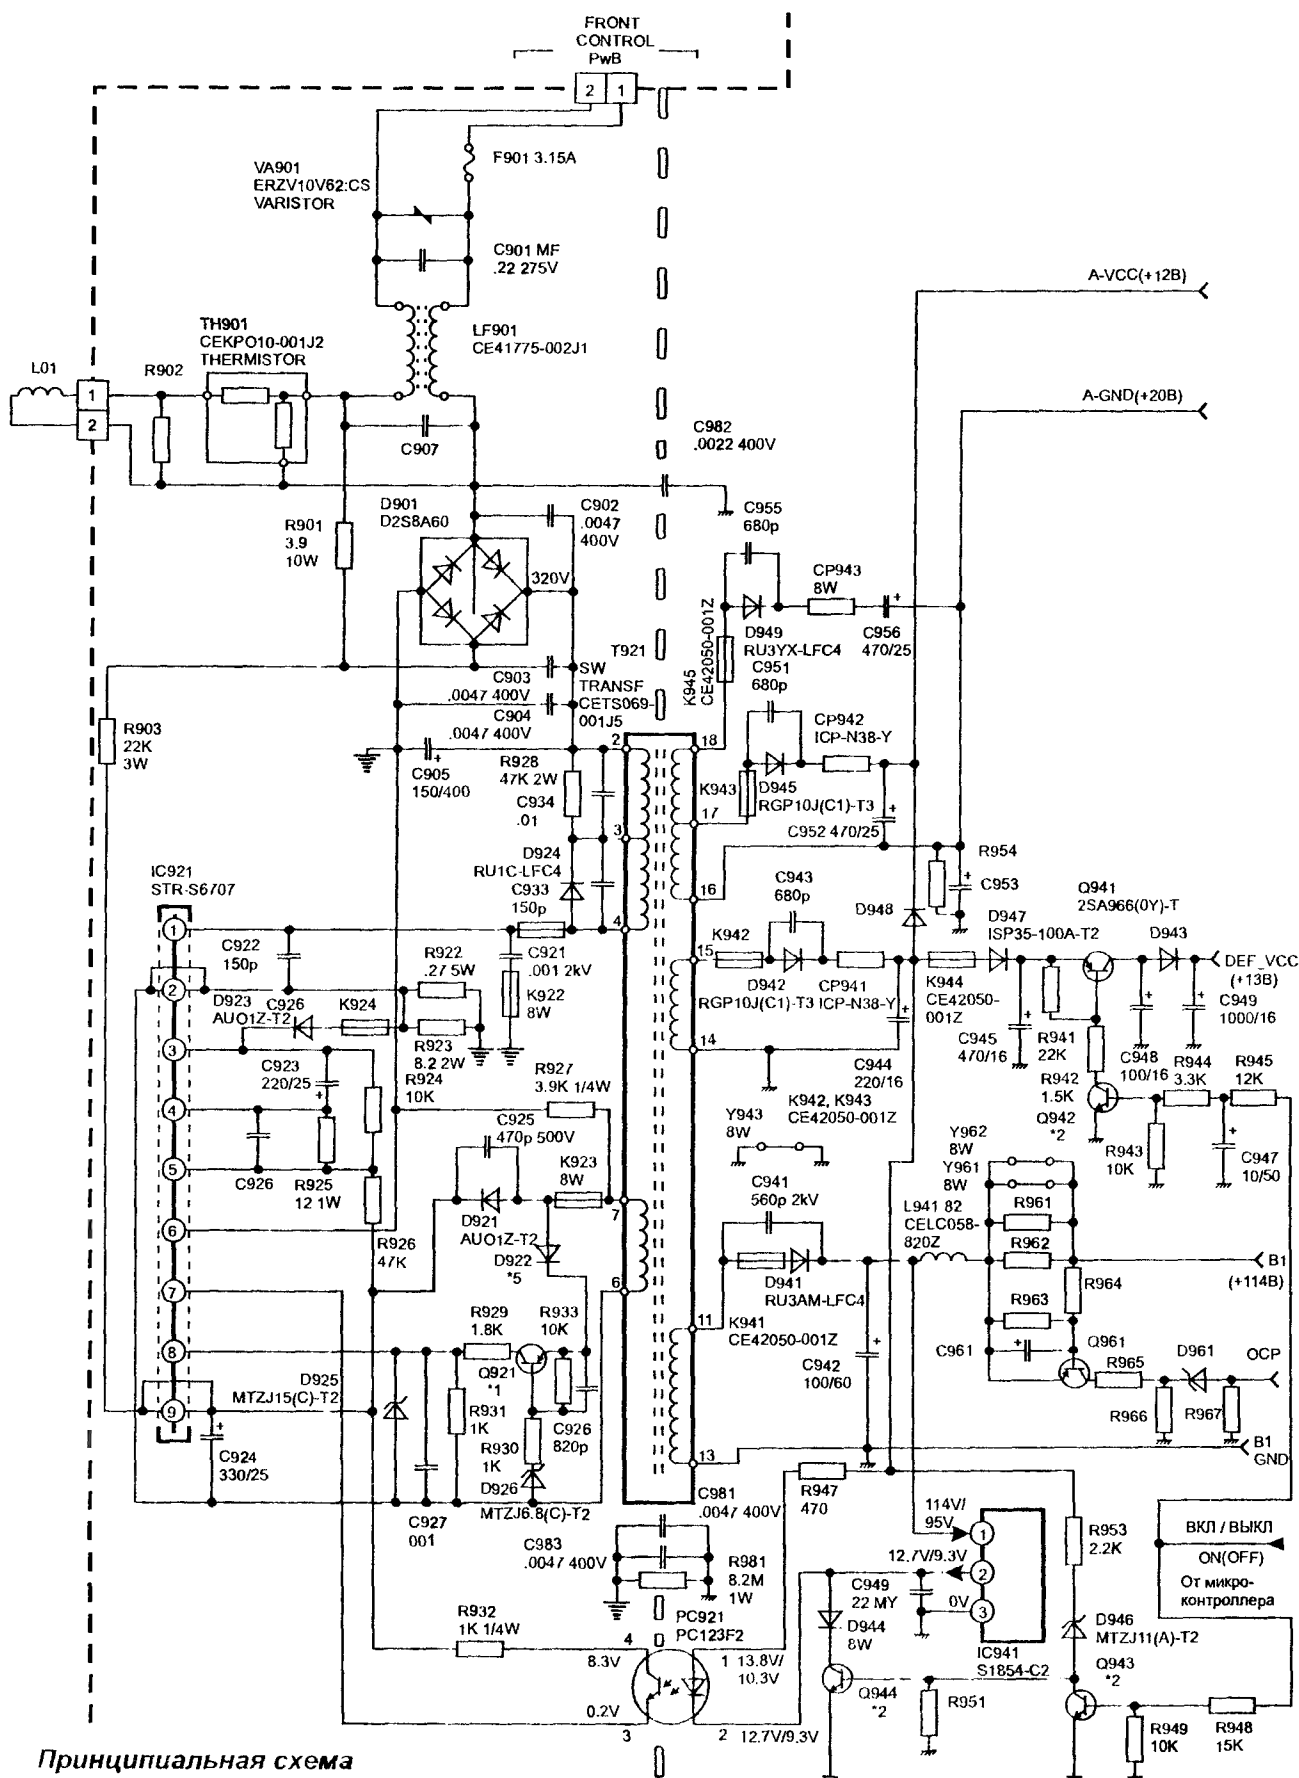 FRONT
CONTROL
PwB
2 1
F901 3.15A
VA901
ERZV10V62:CS
VARISTOR
C901 MF
.22 275V
A-VCC(+12В)
LF901
CE41775-002J1
TH901
CEKPO10-001J2
THERMISTOR
L01
R902
1
2
A-GND(+20В)
C907
C982
.0022 400V
D901
D2S8A60
C902
.0047
400V
C955
680p
R901
3.9
10W
320V
CP943
8W
K945
CE42050-001Z
D949
RU3YX-LFC4
C956
470/25
+
T921
SW
TRANSF
CETS069-
001J5
C903
.0047 400V
C904
.0047 400V
C951
680p
R903
22K
3W
CP942
ICP-N38-Y
2
18
C905
150/400
+
R928
47K 2W
C934
.01
K943
D945
RGP10J(C1)-T3
17
C952 470/25
+
3
D924
RU1C-LFC4
C933
150p
R954
C953
+
16
C943
680p
IC921
STR-S6707
Q941
2SA966(0Y)-T
4
D948
D947
ISP35-100A-T2
D943
1
C922
150p
R922
.27 5W
C921
.001 2kV
15
K942
DEF_VCC
(+13В)
2
D923
AUO1Z-T2
C926
K924
K922
8W
D942
RGP10J(C1)-T3
CP941
ICP-N38-Y
K944
CE42050-
001Z
C949
1000/16
+
R923
8.2 2W
C945
470/16
+
R941
22K
C948
100/16
+
3
C923
220/25
+
R924
10K
R927
3.9K 1/4W
14
C944
220/16
+
R942
1.5K
R944
3.3K
R945
12K
4
C925
470p 500V
K942, K943
CE42050-001Z
Q942
*2
Y943
8W
Y962
8W
R943
10K
C947
10/50
+
5
C926
R925
12 1W
K923
8W
C941
560p 2kV
Y961
8W
7
6
R926
47K
D921
AUO1Z-T2
D922
*5
L941 82
CELC058-
820Z
R961
R962
B1
(+114В)
7
6
D941
RU3AM-LFC4
R964
R963
11
K941
CE42050-001Z
R929
1.8K
R933
10K
8
C942
100/60
+
C961
+
Q961
D961
OCP
D925
MTZJ15(C)-T2
Q921
*1
R965
R931
1K
C926
820p
R966
R967
9
R930
1K
C924
330/25
+
13
B1
GND
D926
MTZJ6.8(C)-T2
C981
.0047 400V
R947
470
C927
001
C983
.0047 400V
114V/
95V
1
R953
2.2K
ВКЛ / ВЫКЛ
ON(OFF)
12.7V/9.3V
2
R981
8.2M
1W
C949
22 MY
0V
3
От микро-
контроллера
R932
1K 1/4W
PC921
PC123F2
D944
8W
D946
MTZJ11(A)-T2
4
8.3V
1
13.8V/
10.3V
IC941
S1854-C2
Q943
*2
Q944
*2
R951
0.2V
3
2
12.7V/9.3V
R949
10K
R948
15K
Принципиальная схема